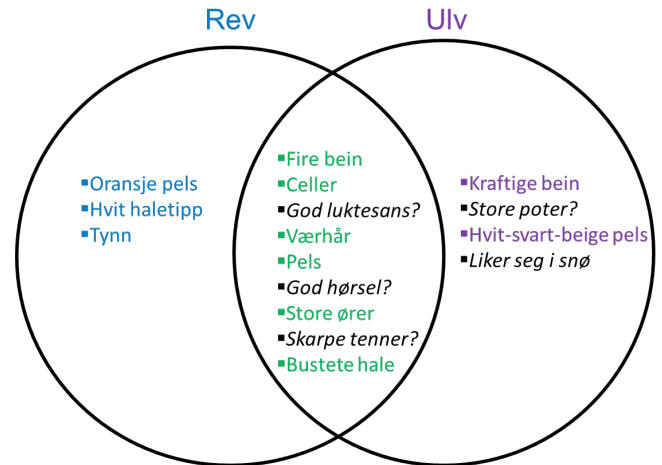 Rev
Ulv
▪Oransje pels
▪Hvit haletipp
▪Tynn
▪Fire bein
▪Celler
▪God luktesans?
▪Værhår
▪Pels
▪God hørsel?
▪Store ører
▪Skarpe tenner?
▪Bustete hale
▪Kraftige bein
▪Store poter?
▪Hvit-svart-beige pels
▪Liker seg i snø